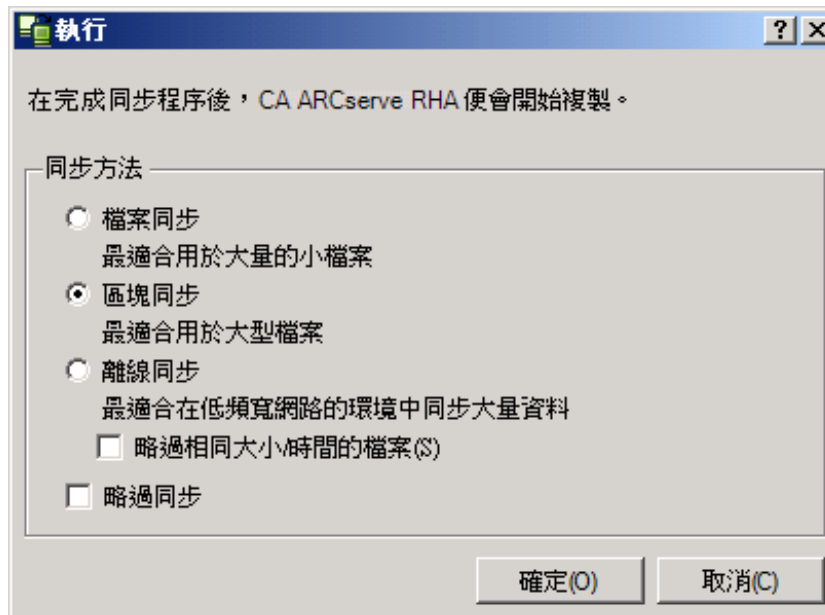 執行
在完成同步程序後，CA ARCserve RHA 便會開始複製。
同步方法
檔案同步
最適合用於大量的小檔案
區塊同步
最適合用於大型檔案
離線同步
最適合在低頻寬網路的環境中同步大量資料
略過相同大小/時間的檔案(S)
略過同步
確定(O) 取消(C)